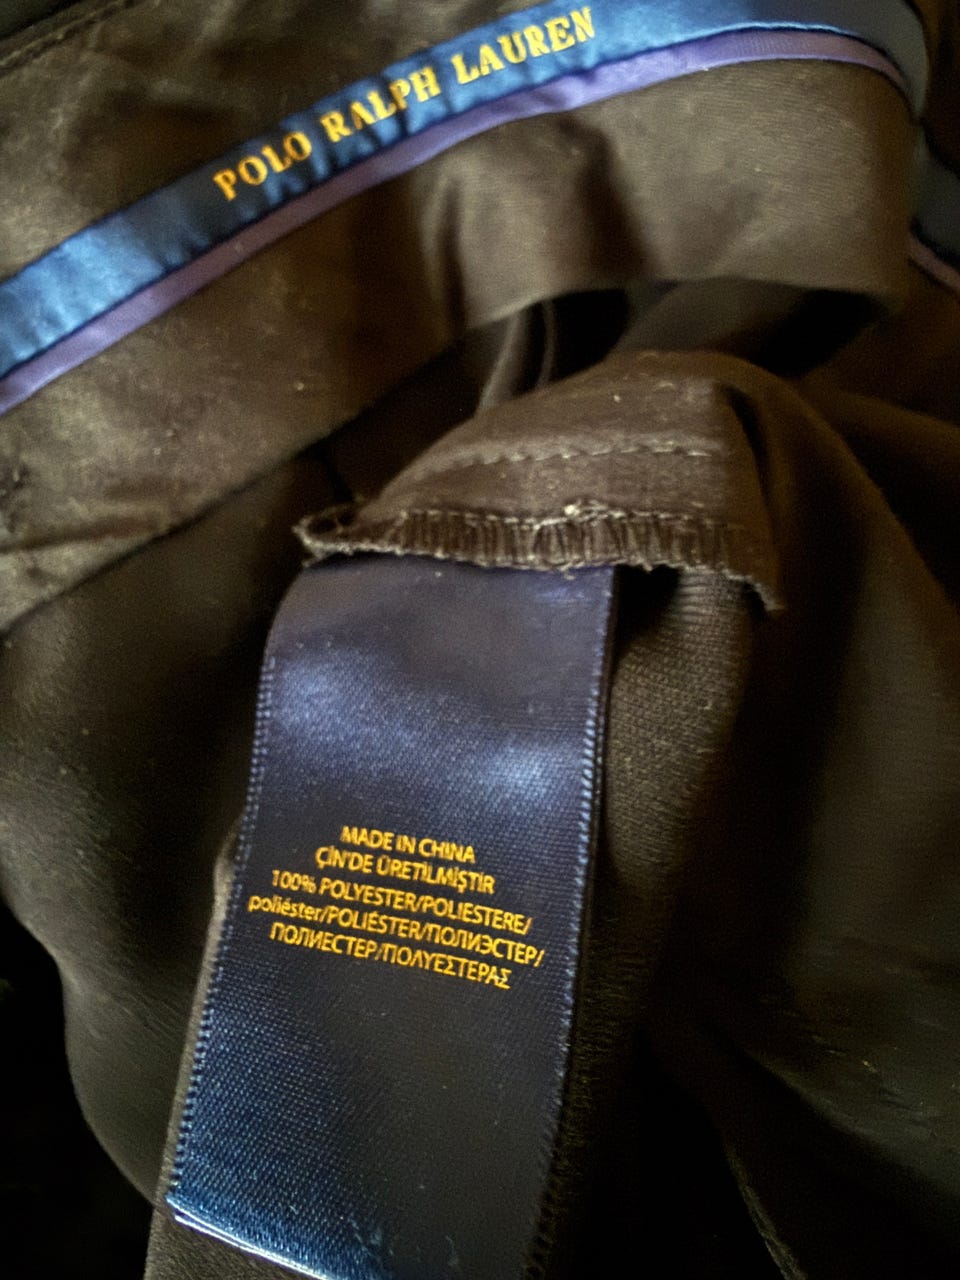 POLO RALPH LAUREN
MADE IN CHINA
ÇİN'DE ÜRETİLMİŞTİR
100% POLYESTER/POLIESTERE/
poliéster/POLIÉSTER/ПОЛИЭСТЕР/
ПОЛИЕСТЕР/ΠΟΛΥΕΣΤΕΡΑΣ